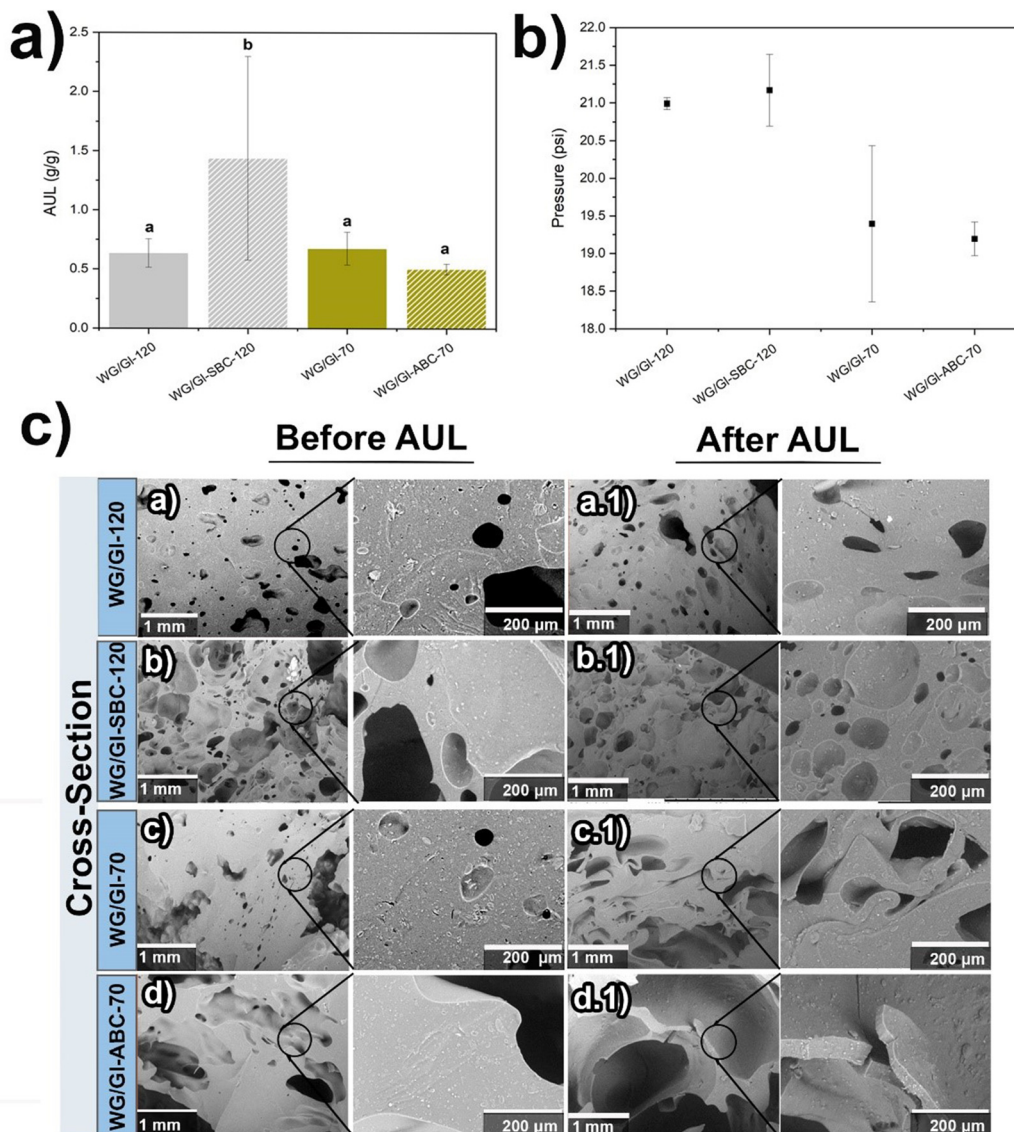 a)
2.5
2.0
1.5
1.0
0.5
0.0
AUL (g/g)
a
b
a
a
WG/GI-120
WG/GI-SBC-120
WG/GI-70
WG/GI-ABC-70
b)
22.0
21.5
21.0
20.5
20.0
19.5
19.0
18.5
18.0
Pressure (psi)
WG/GI-120
WG/GI-SBC-120
WG/GI-70
WG/GI-ABC-70
c)
Before AUL
After AUL
Cross-Section
WG/GI-120
a)
1 mm
200 µm
a.1)
1 mm
200 µm
WG/GI-SBC-120
b)
1 mm
200 µm
b.1)
1 mm
200 µm
WG/GI-70
c)
1 mm
200 µm
c.1)
1 mm
200 µm
WG/GI-ABC-70
d)
1 mm
200 µm
d.1)
1 mm
200 µm